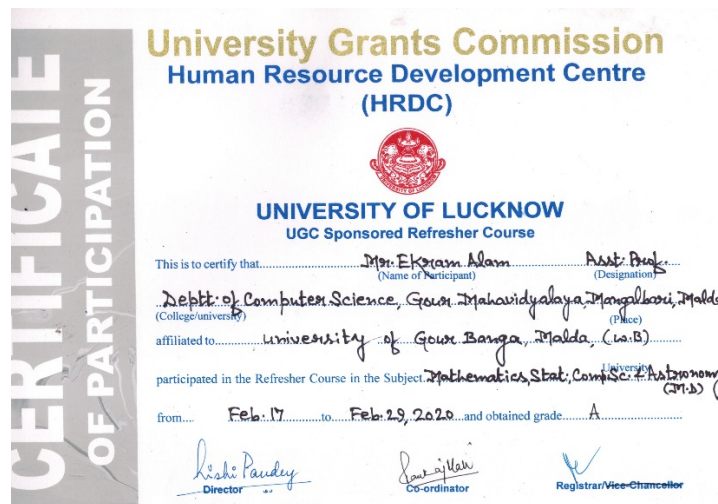 CERTIFICATE
OF PARTICIPATION
University Grants Commission
Human Resource Development Centre
(HRDC)
UNIVERSITY OF LUCKNOW
UGC Sponsored Refresher Course
This is to certify that Mr. Ekram Alam Asst. Prof.
(Name of Participant) (Designation)
Deptt. of Computer Science, Gour Mahavidyalaya, Mangalbari, Malda
(College/university) (Place)
affiliated to university of Gour Banga, Malda, (W.B)
University
participated in the Refresher Course in the Subject Mathematics, Stat., Comp. Sc. & Astronomy
(M.D)
from Feb. 17 to Feb. 29, 2020 and obtained grade A
Rishi Pandey
Director Co-ordinator Registrar/Vice-Chancellor